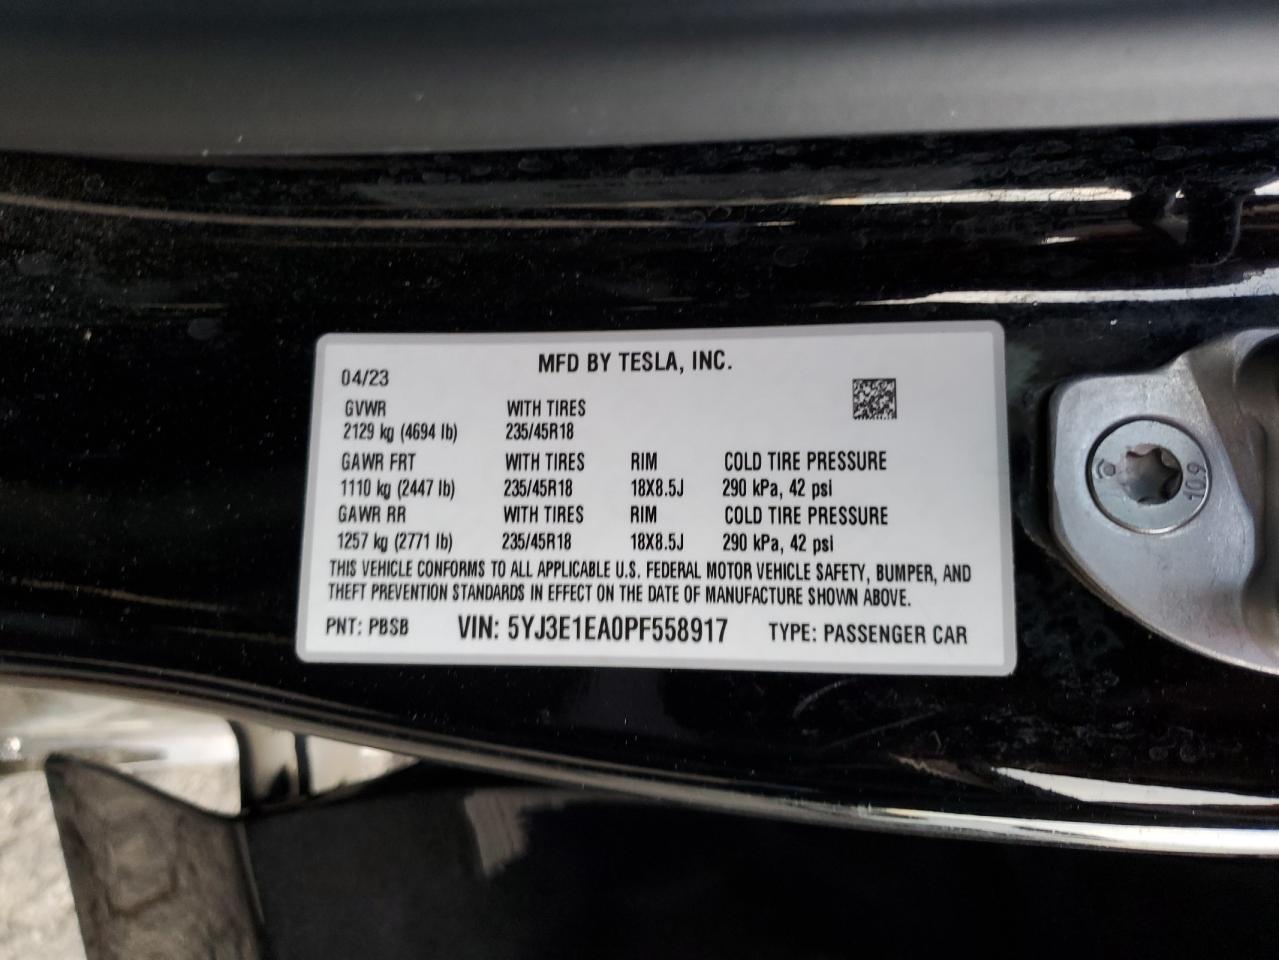 MFD BY TESLA, INC.
04/23
GVWR WITH TIRES
2129 kg (4694 lb) 235/45R18
GAWR FRT WITH TIRES RIM COLD TIRE PRESSURE
1110 kg (2447 lb) 235/45R18 18X8.5J 290 kPa, 42 psi
GAWR RR WITH TIRES RIM COLD TIRE PRESSURE
1257 kg (2771 lb) 235/45R18 18X8.5J 290 kPa, 42 psi
THIS VEHICLE CONFORMS TO ALL APPLICABLE U.S. FEDERAL MOTOR VEHICLE SAFETY, BUMPER, AND
THEFT PREVENTION STANDARDS IN EFFECT ON THE DATE OF MANUFACTURE SHOWN ABOVE.
PNT: PBSB VIN: 5YJ3E1EA0PF558917 TYPE: PASSENGER CAR
10.9